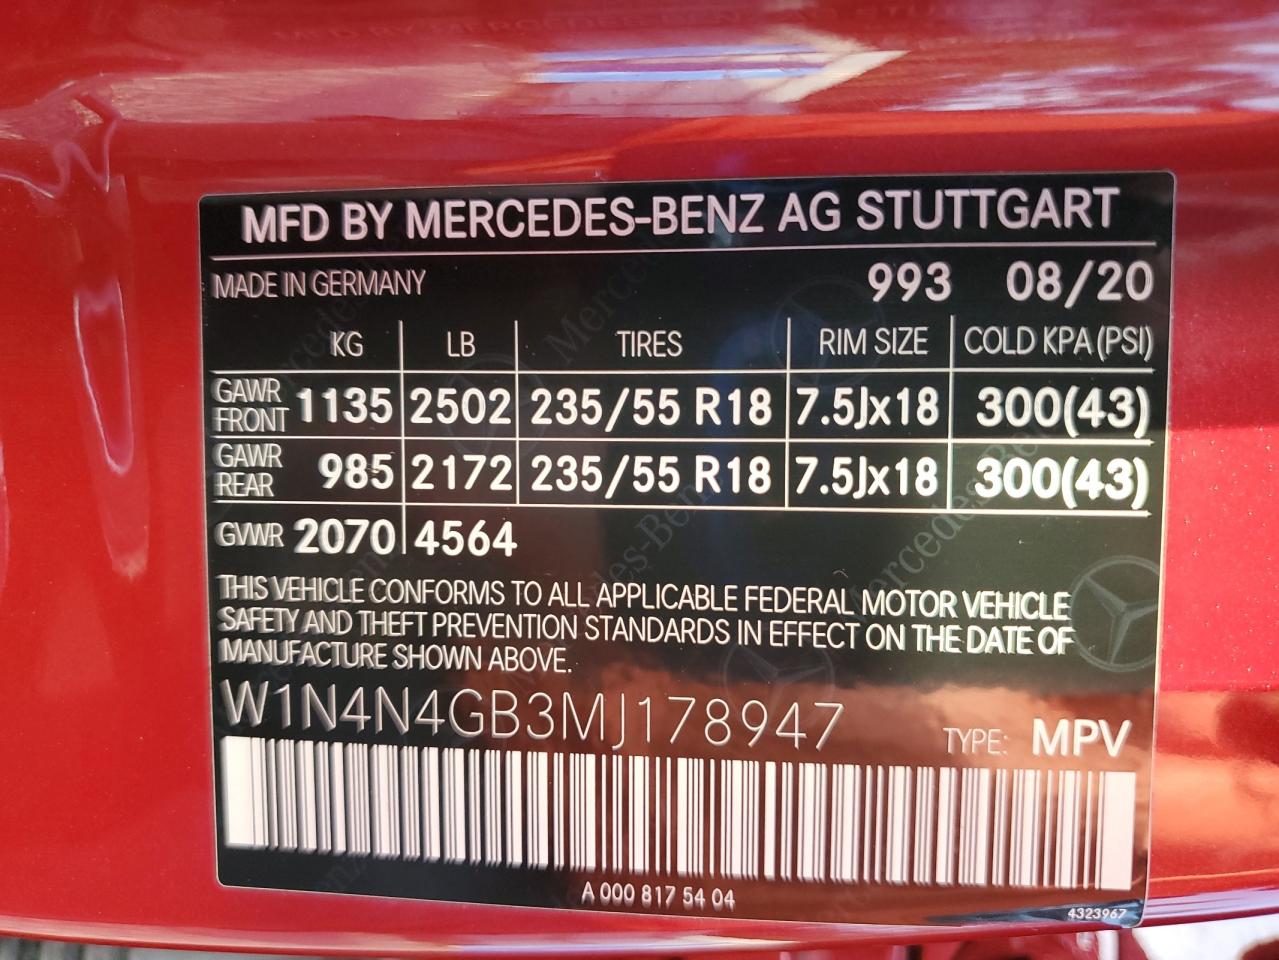 MFD BY MERCEDES-BENZ AG STUTTGART
MADE IN GERMANY 993 08/20
KG LB TIRES RIM SIZE COLD KPA (PSI)
GAWR FRONT 1135 2502 235/55 R18 7.5Jx18 300(43)
GAWR REAR 985 2172 235/55 R18 7.5Jx18 300(43)
GVWR 2070 4564
THIS VEHICLE CONFORMS TO ALL APPLICABLE FEDERAL MOTOR VEHICLE
SAFETY AND THEFT PREVENTION STANDARDS IN EFFECT ON THE DATE OF
MANUFACTURE SHOWN ABOVE.
W1N4N4GB3MJ178947 TYPE: MPV
A 000 817 54 04
4323967